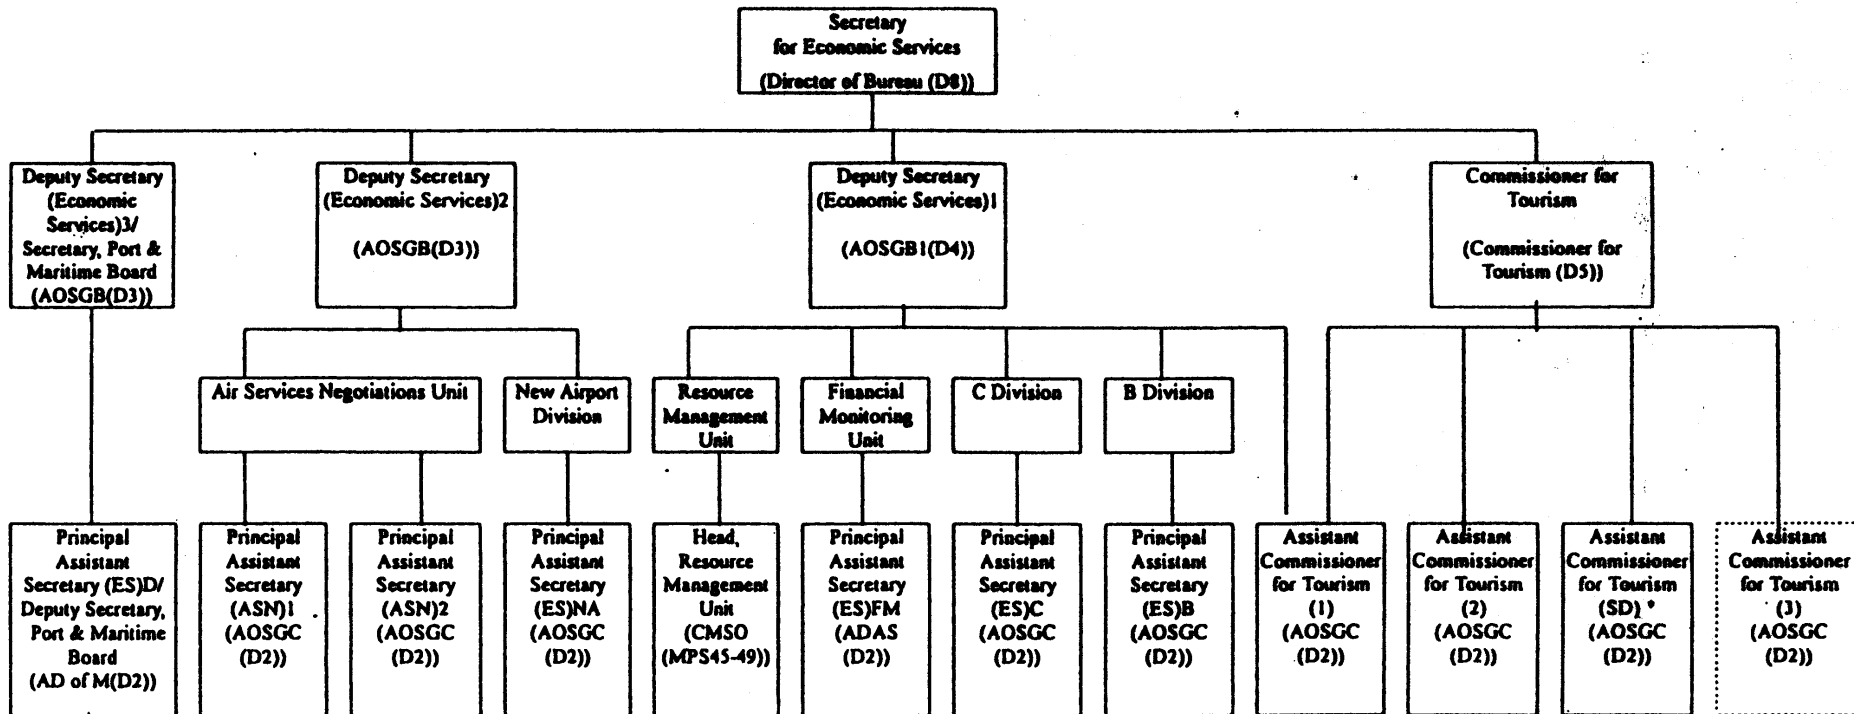 Secretary
for Economic Services
(Director of Bureau (D8))
Deputy Secretary
(Economic
Services)3/
Secretary, Port &
Maritime Board
(AOSGB(D3))
Deputy Secretary
(Economic Services)2
(AOSGB(D3))
Deputy Secretary
(Economic Services)1
(AOSGB1(D4))
Commissioner for
Tourism
(Commissioner for
Tourism (D5))
Air Services Negotiations Unit
New Airport
Division
Resource
Management
Unit
Financial
Monitoring
Unit
C Division
B Division
Principal
Assistant
Secretary (ES)D/
Deputy Secretary,
Port & Maritime
Board
(AD of M(D2))
Principal
Assistant
Secretary
(ASN)1
(AOSGC
(D2))
Principal
Assistant
Secretary
(ASN)2
(AOSGC
(D2))
Principal
Assistant
Secretary
(ES)NA
(AOSGC
(D2))
Head,
Resource
Management
Unit
(CMSO
(MPS45-49))
Principal
Assistant
Secretary
(ES)FM
(ADAS
(D2))
Principal
Assistant
Secretary
(ES)C
(AOSGC
(D2))
Principal
Assistant
Secretary
(ES)B
(AOSGC
(D2))
Assistant
Commissioner
for Tourism
(1)
(AOSGC
(D2))
Assistant
Commissioner
for Tourism
(2)
(AOSGC
(D2))
Assistant
Commissioner
for Tourism
(SD) *
(AOSGC
(D2))
Assistant
Commissioner
for Tourism
(3)
(AOSGC
(D2))